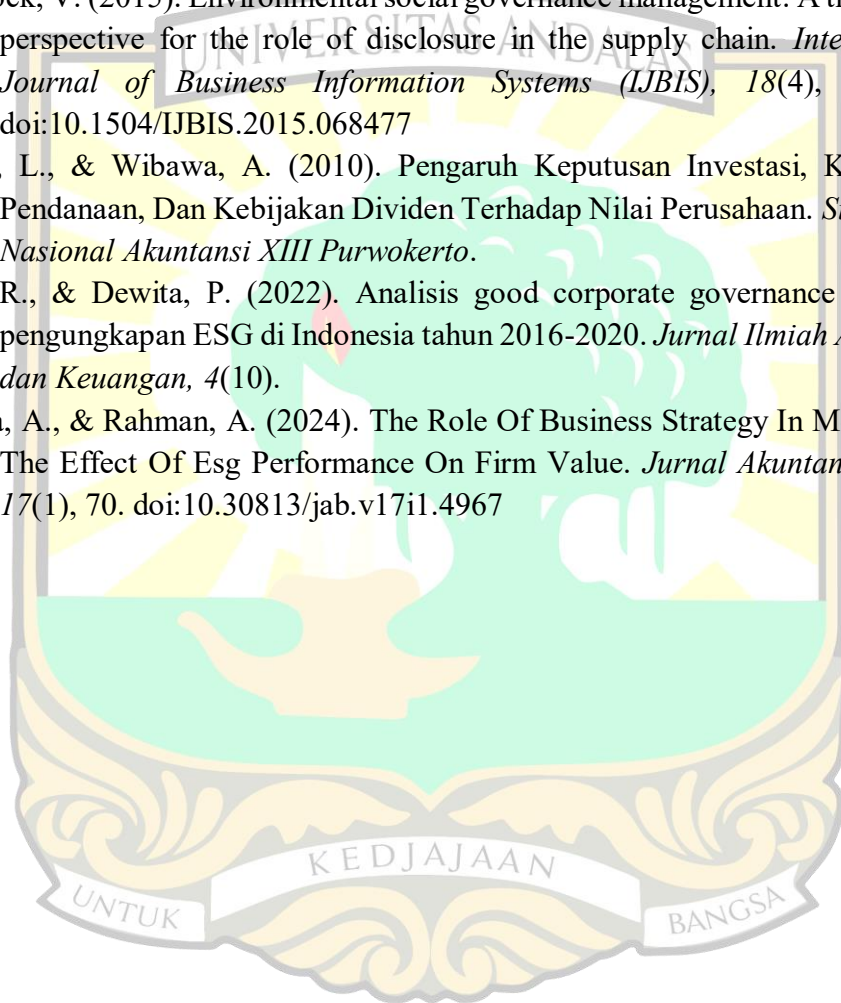 V. (2015). Environmental social governance management: A
perspective for the role of disclosure in the supply chain.
Journal of Business Information Systems (IJBIS), 18(4),
doi:10.1504/IJBIS.2015.068477
L., & Wibawa, A. (2010). Pengaruh Keputusan Investasi,
Pendanaan, Dan Kebijakan Dividen Terhadap Nilai Perusahaan.
Nasional Akuntansi XIII Purwokerto.
R., & Dewita, P. (2022). Analisis good corporate governance
pengungkapan ESG di Indonesia tahun 2016-2020. Jurnal Ilmiah
dan Keuangan, 4(10).
A., & Rahman, A. (2024). The Role Of Business Strategy In
The Effect Of Esg Performance On Firm Value. Jurnal
17(1), 70. doi:10.30813/jab.v17i1.4967
UNIVERSITAS ANDALAS
KEDJAJAAN
UNTUK
BANGSA